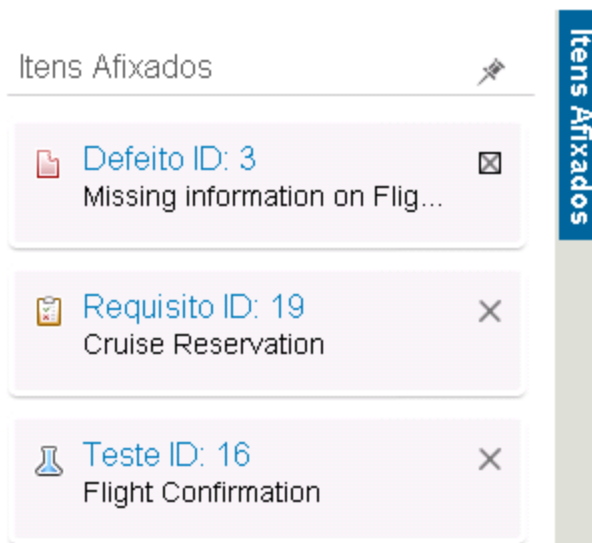 Itens Afixados
Defeito ID: 3
Missing information on Flig...
Requisito ID: 19
Cruise Reservation
Teste ID: 16
Flight Confirmation
Itens Afixados